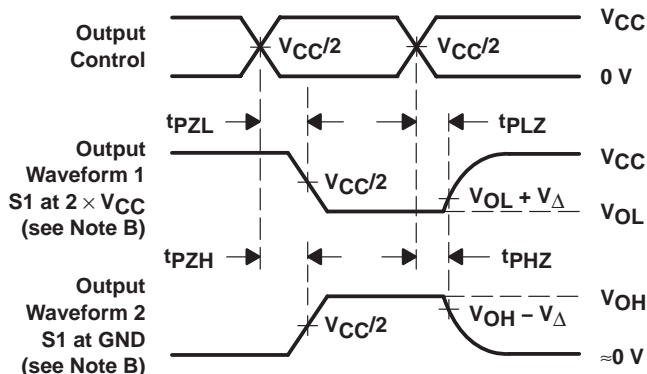 Output
Control
V_CC/2
V_CC/2
V_CC
0 V
t_PZL
t_PLZ
Output
Waveform 1
S1 at 2 × V_CC
(see Note B)
V_CC/2
V_CC
V_OL + V_Δ
V_OL
t_PZH
t_PHZ
Output
Waveform 2
S1 at GND
(see Note B)
V_CC/2
V_OH
V_OH − V_Δ
≈0 V